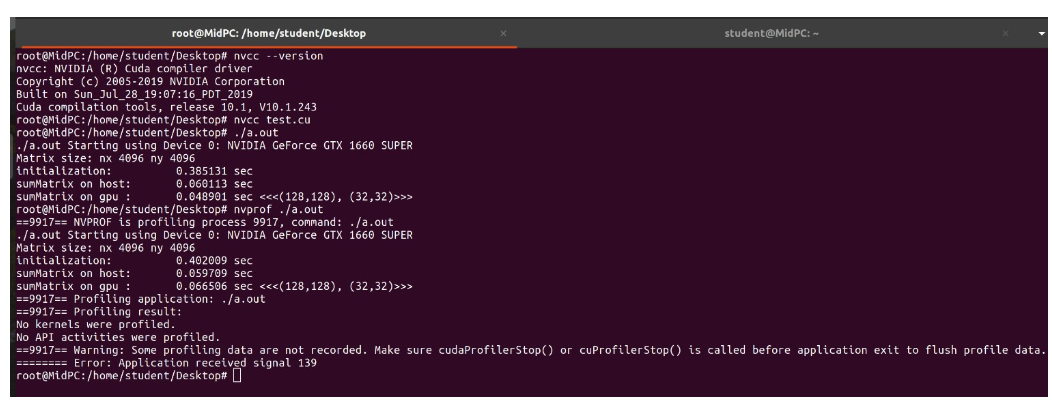 root@MidPC: /home/student/Desktop
student@MidPC: ~
root@MidPC:/home/student/Desktop# nvcc --version
nvcc: NVIDIA (R) Cuda compiler driver
Copyright (c) 2005-2019 NVIDIA Corporation
Built on Sun_Jul_28_19:07:16_PDT_2019
Cuda compilation tools, release 10.1, V10.1.243
root@MidPC:/home/student/Desktop# nvcc test.cu
root@MidPC:/home/student/Desktop# ./a.out
./a.out Starting using Device 0: NVIDIA GeForce GTX 1660 SUPER
Matrix size: nx 4096 ny 4096
initialization:        0.385131 sec
sumMatrix on host:     0.060113 sec
sumMatrix on gpu :     0.048901 sec <<<(128,128), (32,32)>>>
root@MidPC:/home/student/Desktop# nvprof ./a.out
==9917== NVPROF is profiling process 9917, command: ./a.out
./a.out Starting using Device 0: NVIDIA GeForce GTX 1660 SUPER
Matrix size: nx 4096 ny 4096
initialization:        0.402009 sec
sumMatrix on host:     0.059709 sec
sumMatrix on gpu :     0.066506 sec <<<(128,128), (32,32)>>>
==9917== Profiling application: ./a.out
==9917== Profiling result:
No kernels were profiled.
No API activities were profiled.
==9917== Warning: Some profiling data are not recorded. Make sure cudaProfilerStop() or cuProfilerStop() is called before application exit to flush profile data.
======== Error: Application received signal 139
root@MidPC:/home/student/Desktop#